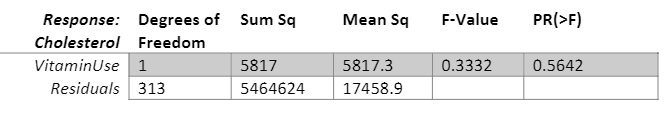 Response: Degrees of Sum Sq Mean Sq F-Value PR(>F)
Cholesterol Freedom
VitaminUse 1 5817 5817.3 0.3332 0.5642
Residuals 313 5464624 17458.9